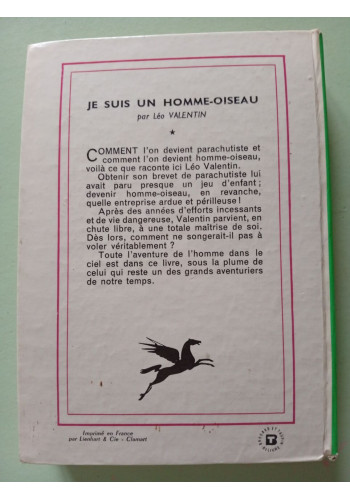 JE SUIS UN HOMME-OISEAU
par Léo VALENTIN
*
COMMENT l'on devient parachutiste et
comment l'on devient homme-oiseau,
voilà ce que raconte ici Léo Valentin.
Obtenir son brevet de parachutiste lui
avait paru presque un jeu d'enfant ;
devenir homme-oiseau, en revanche,
quelle entreprise ardue et périlleuse !
Après des années d'efforts incessants
et de vie dangereuse, Valentin parvient, en
chute libre, à une totale maîtrise de soi.
Dès lors, comment ne songerait-il pas à
voler véritablement ?
Toute l'aventure de l'homme dans le
ciel est dans ce livre, sous la plume de
celui qui reste un des grands aventuriers
de notre temps.
Imprimé en France
par Lienhart & Cie - Clamart